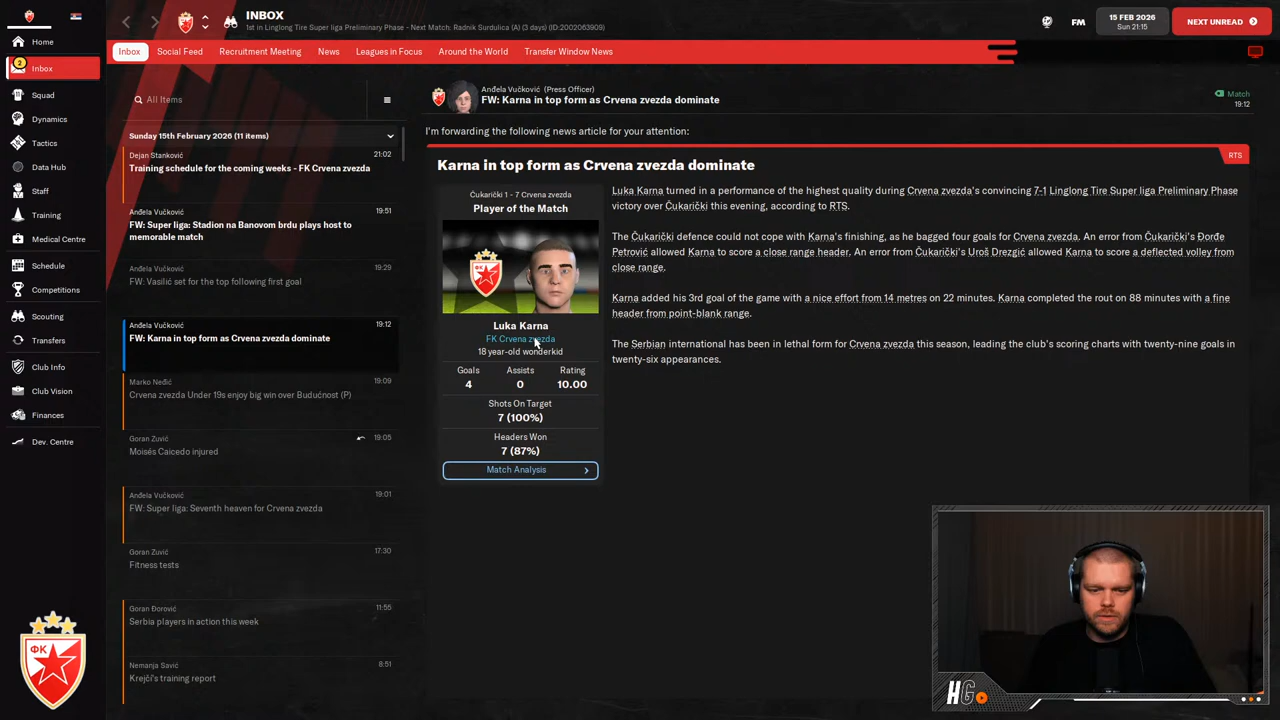 INBOX
1st in Linglong Tire Super liga Preliminary Phase - Next Match: Radnik Surdulica (A) (3 days) (ID:2002063909)
FM
15 FEB 2026
Sun 21:15
NEXT UNREAD
Home
2
Inbox
Squad
Dynamics
Tactics
Data Hub
Staff
Training
Medical Centre
Schedule
Competitions
Scouting
Transfers
Club Info
Club Vision
Finances
Dev. Centre
ФК
Inbox
Social Feed
Recruitment Meeting
News
Leagues in Focus
Around the World
Transfer Window News
All Items
Sunday 15th February 2026 (11 items)
Dejan Stanković 21:02
Training schedule for the coming weeks - FK Crvena zvezda
Anđela Vučković 19:51
FW: Super liga: Stadion na Banovom brdu plays host to
memorable match
Anđela Vučković 19:29
FW: Vasilić set for the top following first goal
Anđela Vučković 19:12
FW: Karna in top form as Crvena zvezda dominate
Marko Nedić 19:09
Crvena zvezda Under 19s enjoy big win over Budućnost (P)
Goran Zuvić 19:05
Moisés Caicedo injured
Anđela Vučković 19:01
FW: Super liga: Seventh heaven for Crvena zvezda
Goran Zuvić 17:30
Fitness tests
Goran Đorović 11:55
Serbia players in action this week
Nemanja Savić 8:51
Krejčí's training report
Anđela Vučković (Press Officer)
FW: Karna in top form as Crvena zvezda dominate
Match
19:12
I'm forwarding the following news article for your attention:
Karna in top form as Crvena zvezda dominate
RTS
Čukarički 1 - 7 Crvena zvezda
Player of the Match
Luka Karna
FK Crvena zvezda
18 year-old wonderkid
Goals Assists Rating
4 0 10.00
Shots On Target
7 (100%)
Headers Won
7 (87%)
Match Analysis
Luka Karna turned in a performance of the highest quality during Crvena zvezda's convincing 7-1 Linglong Tire Super liga Preliminary Phase
victory over Čukarički this evening, according to RTS.
The Čukarički defence could not cope with Karna's finishing, as he bagged four goals for Crvena zvezda. An error from Čukarički's Đorđe
Petrović allowed Karna to score a close range header. An error from Čukarički's Uroš Drezgić allowed Karna to score a deflected volley from
close range.
Karna added his 3rd goal of the game with a nice effort from 14 metres on 22 minutes. Karna completed the rout on 88 minutes with a fine
header from point-blank range.
The Serbian international has been in lethal form for Crvena zvezda this season, leading the club's scoring charts with twenty-nine goals in
twenty-six appearances.
HG